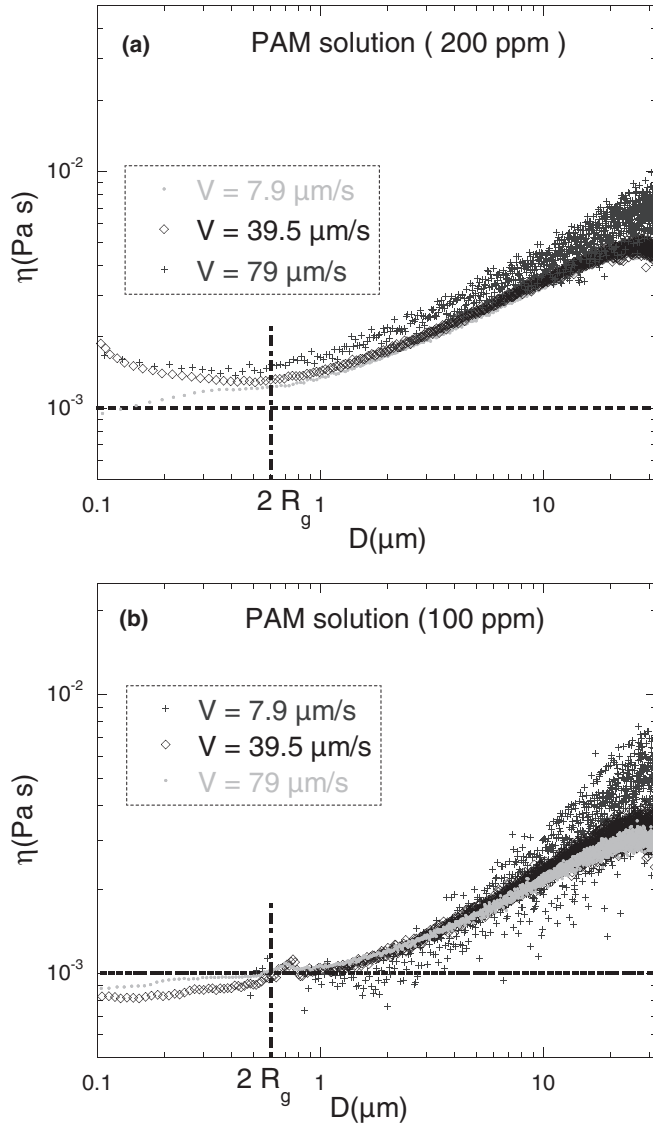 (a) PAM solution ( 200 ppm )
10⁻²
η(Pa s)
V = 7.9 μm/s
V = 39.5 μm/s
V = 79 μm/s
10⁻³
0.1 2 R_g 1 10
D(μm)
(b) PAM solution (100 ppm)
10⁻²
η(Pa s)
V = 7.9 μm/s
V = 39.5 μm/s
V = 79 μm/s
10⁻³
0.1 2 R_g 1 10
D(μm)